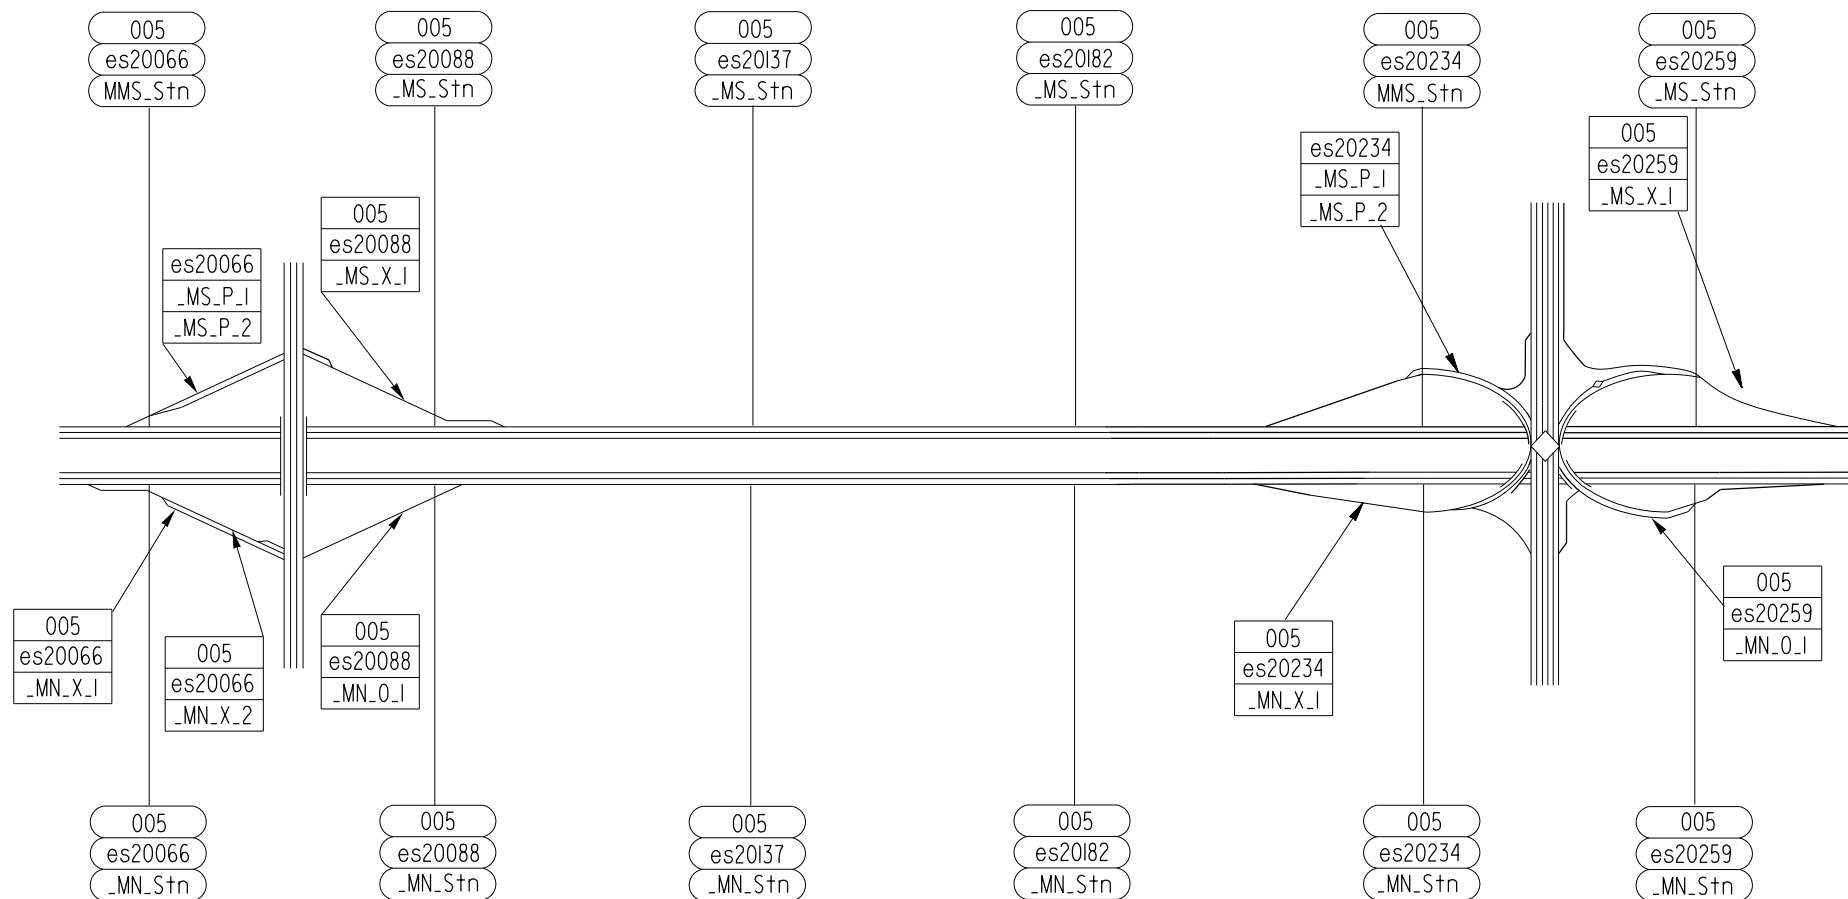 005
es20066
MMS_Stn
005
es20088
_MS_Stn
005
es20137
_MS_Stn
005
es20182
_MS_Stn
005
es20234
MMS_Stn
005
es20259
_MS_Stn
es20066
_MS_P_1
_MS_P_2
005
es20088
_MS_X_1
es20234
_MS_P_1
_MS_P_2
005
es20259
_MS_X_1
005
es20066
_MN_X_1
005
es20066
_MN_X_2
005
es20088
_MN_O_1
005
es20234
_MN_X_1
005
es20259
_MN_O_1
005
es20066
_MN_Stn
005
es20088
_MN_Stn
005
es20137
_MN_Stn
005
es20182
_MN_Stn
005
es20234
_MN_Stn
005
es20259
_MN_Stn